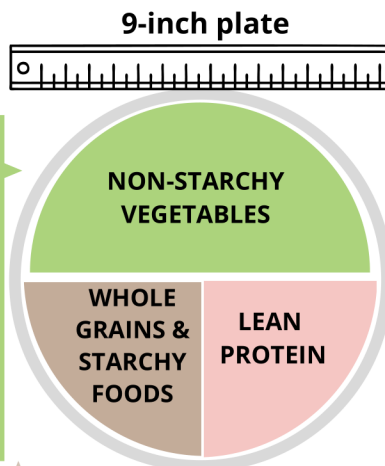 9-inch plate
NON-STARCHY
VEGETABLES
WHOLE
GRAINS &
STARCHY
FOODS
LEAN
PROTEIN